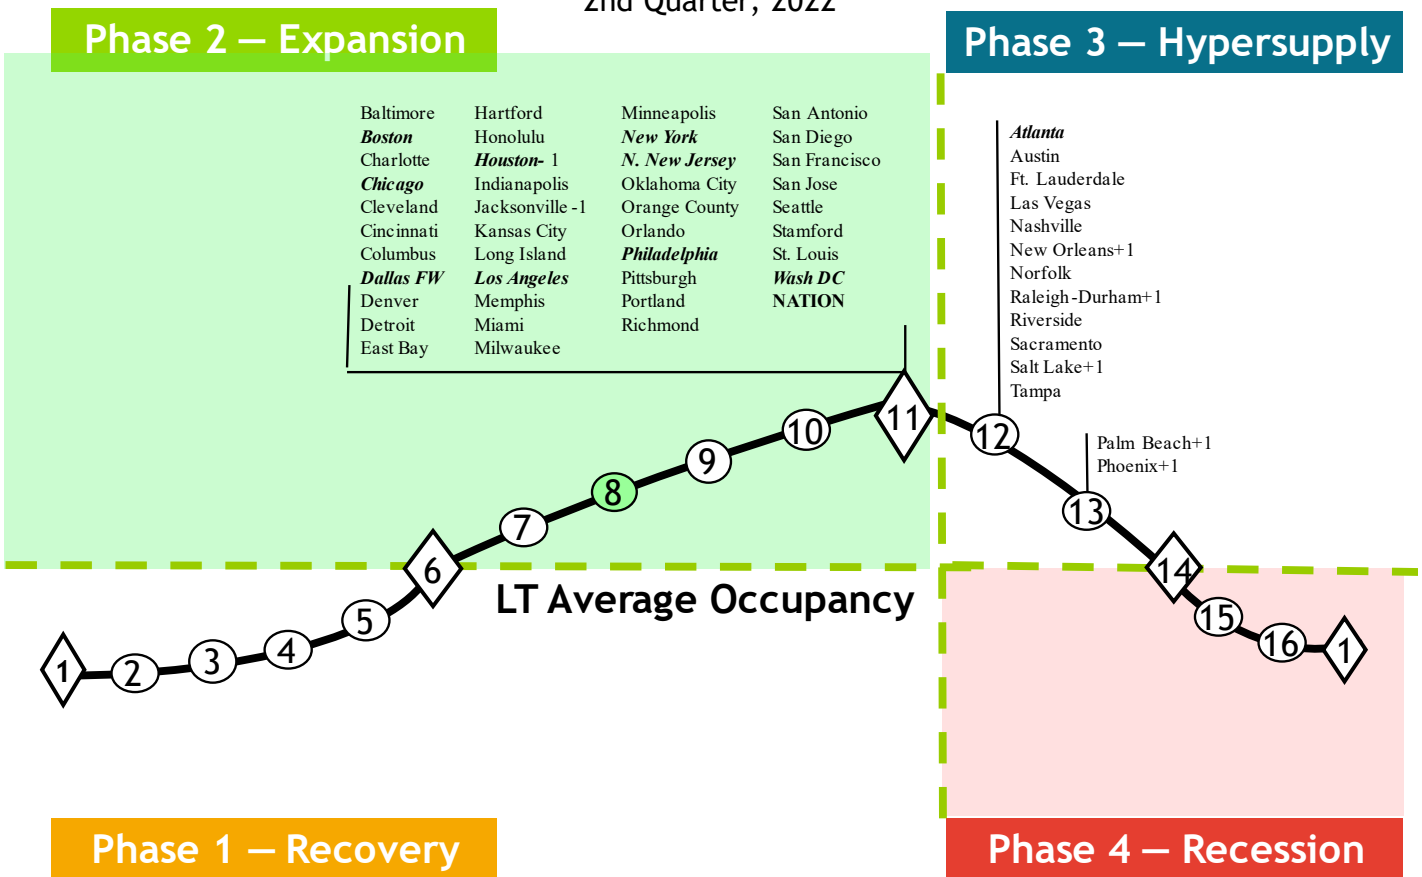 2nd Quarter, 2022
Phase 2 — Expansion
Phase 3 — Hypersupply
Baltimore
Boston
Charlotte
Chicago
Cleveland
Cincinnati
Columbus
Dallas FW
Denver
Detroit
East Bay
Hartford
Honolulu
Houston- 1
Indianapolis
Jacksonville -1
Kansas City
Long Island
Los Angeles
Memphis
Miami
Milwaukee
Minneapolis
New York
N. New Jersey
Oklahoma City
Orange County
Orlando
Philadelphia
Pittsburgh
Portland
Richmond
San Antonio
San Diego
San Francisco
San Jose
Seattle
Stamford
St. Louis
Wash DC
NATION
Atlanta
Austin
Ft. Lauderdale
Las Vegas
Nashville
New Orleans+1
Norfolk
Raleigh-Durham+1
Riverside
Sacramento
Salt Lake+1
Tampa
Palm Beach+1
Phoenix+1
1
2
3
4
5
6
7
8
9
10
11
12
13
14
15
16
1
LT Average Occupancy
Phase 1 — Recovery
Phase 4 — Recession